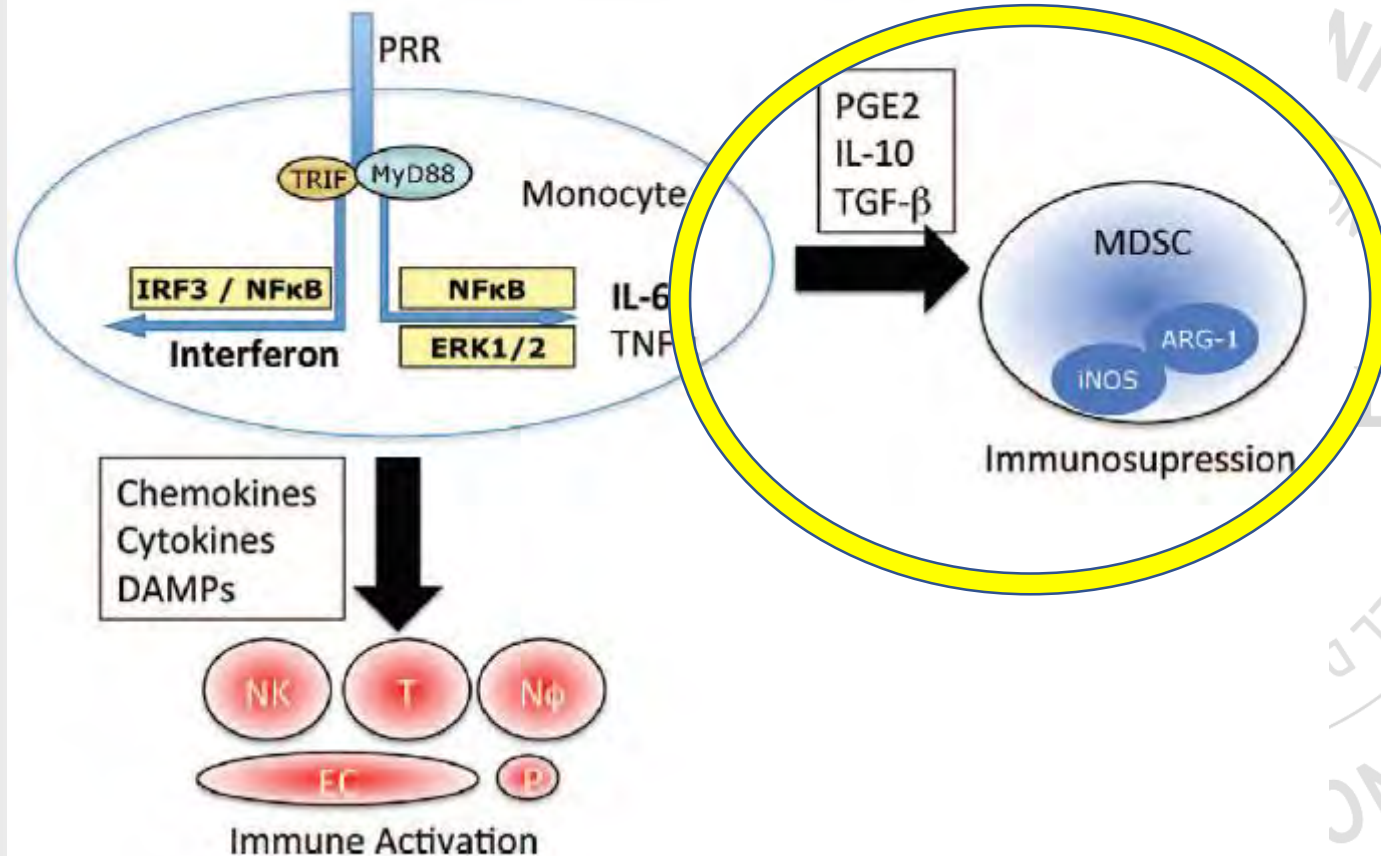 PRR
TRIF
MyD88
Monocyte
IRF3 / NFκB
Interferon
NFκB
ERK1/2
IL-6
TNF
PGE2
IL-10
TGF-β
MDSC
ARG-1
iNOS
Immunosupression
Chemokines
Cytokines
DAMPs
NK
T
Nφ
EC
P
Immune Activation